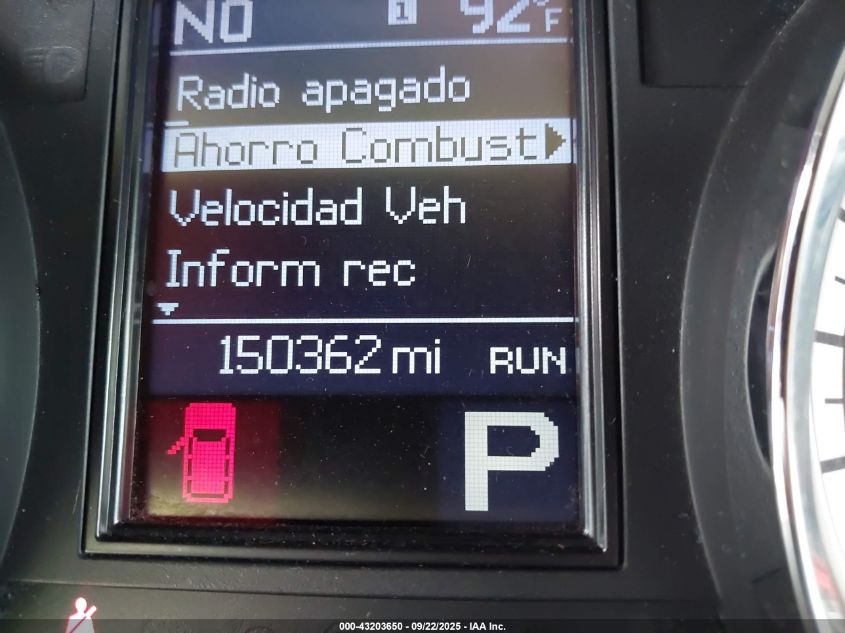 NO 1 92°F
Radio apagado
Ahorro Combust
Velocidad Veh
Inform rec
150362 mi RUN
P
000-43203650 - 09/22/2025 - IAA Inc.